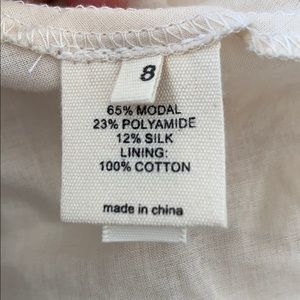 8
65% MODAL
23% POLYAMIDE
12% SILK
LINING:
100% COTTON
made in china